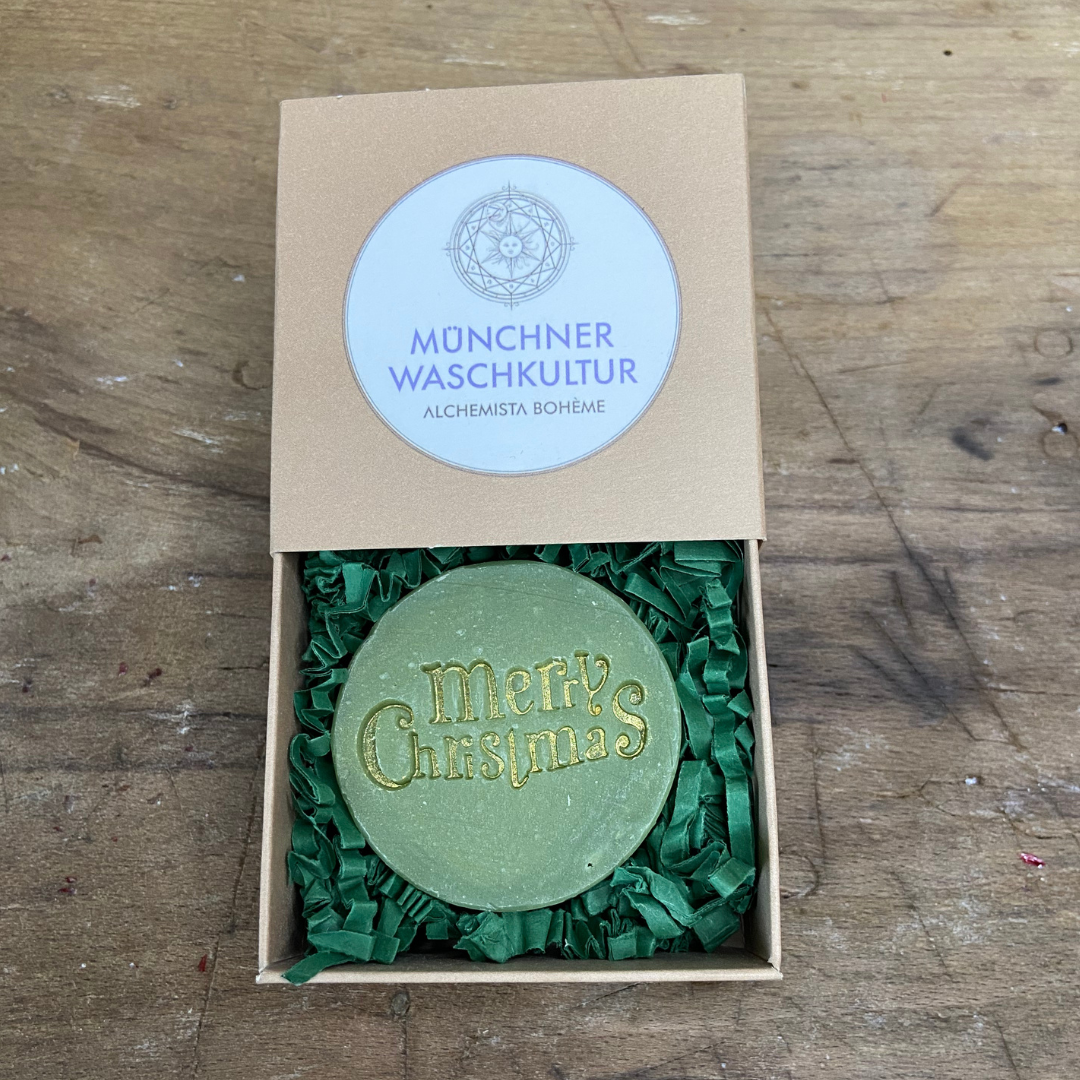 MÜNCHNER
WASCHKULTUR
ALCHEMISTA BOHÈME
merry
Christmas